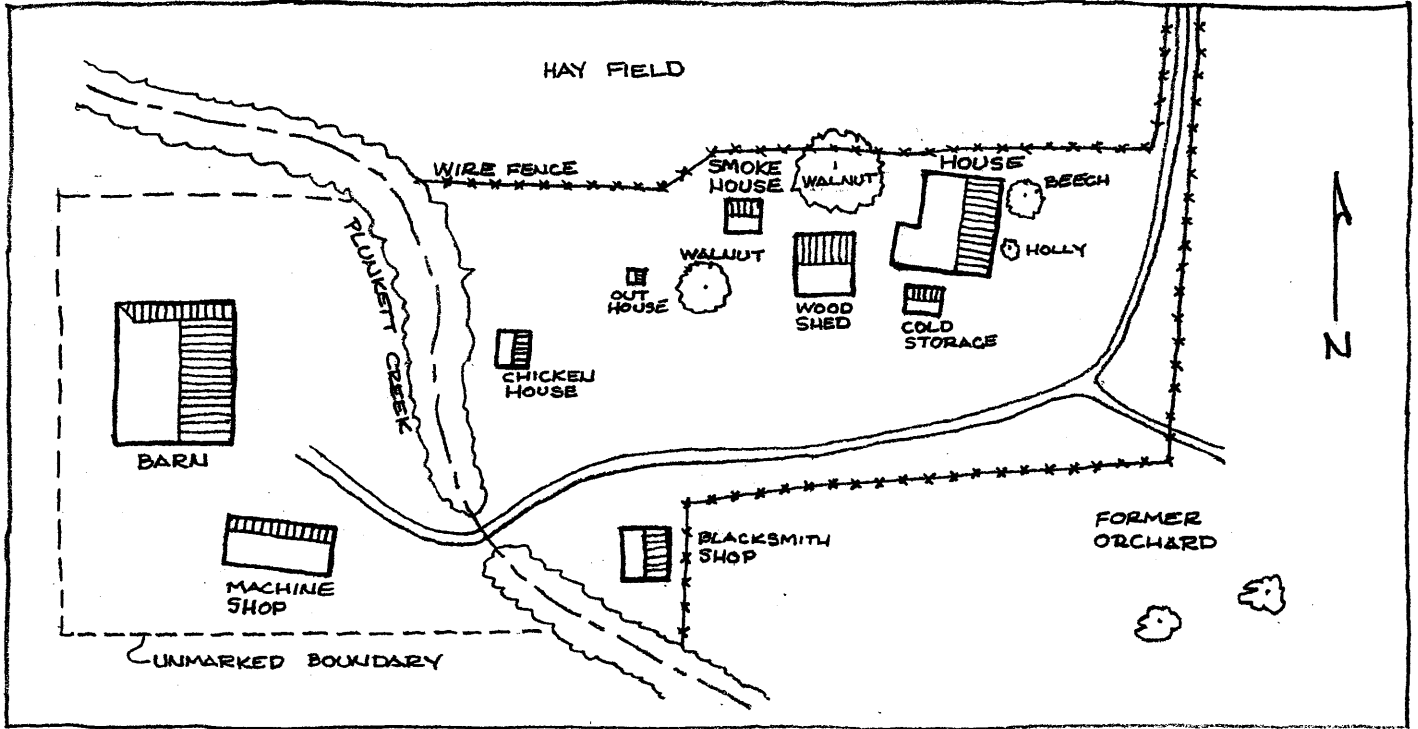 HAY FIELD
WIRE FENCE
SMOKE
HOUSE
WALNUT
HOUSE
BEECH
HOLLY
PLUNKETT CREEK
WALNUT
OUT
HOUSE
WOOD
SHED
COLD
STORAGE
N
CHICKEN
HOUSE
BARN
BLACKSMITH
SHOP
FORMER
ORCHARD
MACHINE
SHOP
UNMARKED BOUNDARY